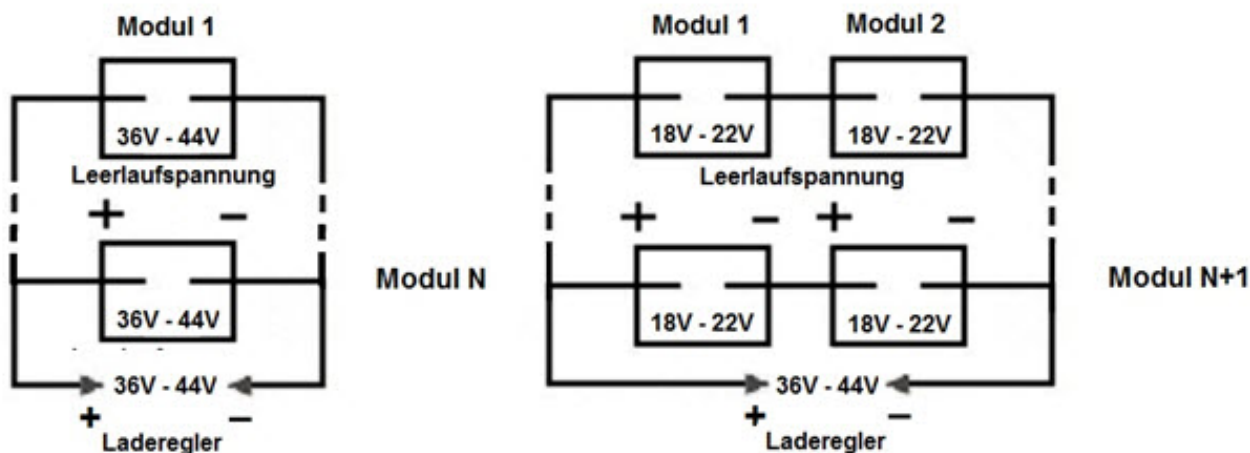 Modul 1
36V - 44V
Leerlaufspannung
+ −
Modul N
36V - 44V
36V - 44V
+ −
Laderegler
Modul 1 Modul 2
18V - 22V 18V - 22V
Leerlaufspannung
+ − + −
Modul N+1
18V - 22V 18V - 22V
36V - 44V
+ −
Laderegler